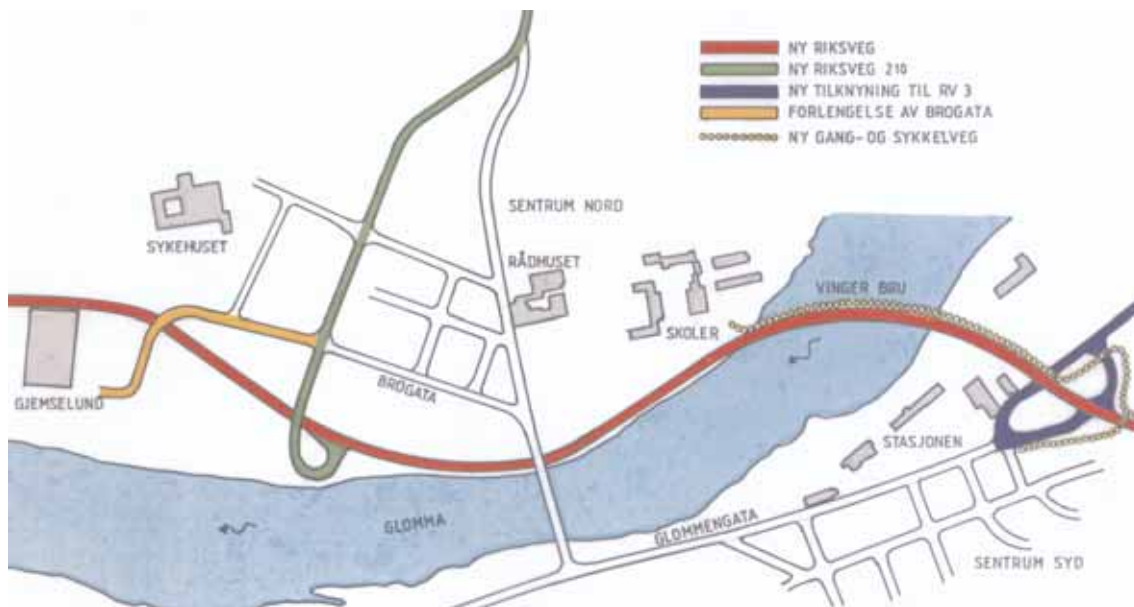 NY RIKSVEG
NY RIKSVEG 210
NY TILKNYNING TIL RV 3
FORLENGELSE AV BROGATA
NY GANG- OG SYKKELVEG
SENTRUM NORD
SYKEHUSET
RÅDHUSET
VINGER BRU
SKOLER
BROGATA
GJEMSELUND
STASJONEN
GLOMMA
GLOMMENGATA
SENTRUM SYD